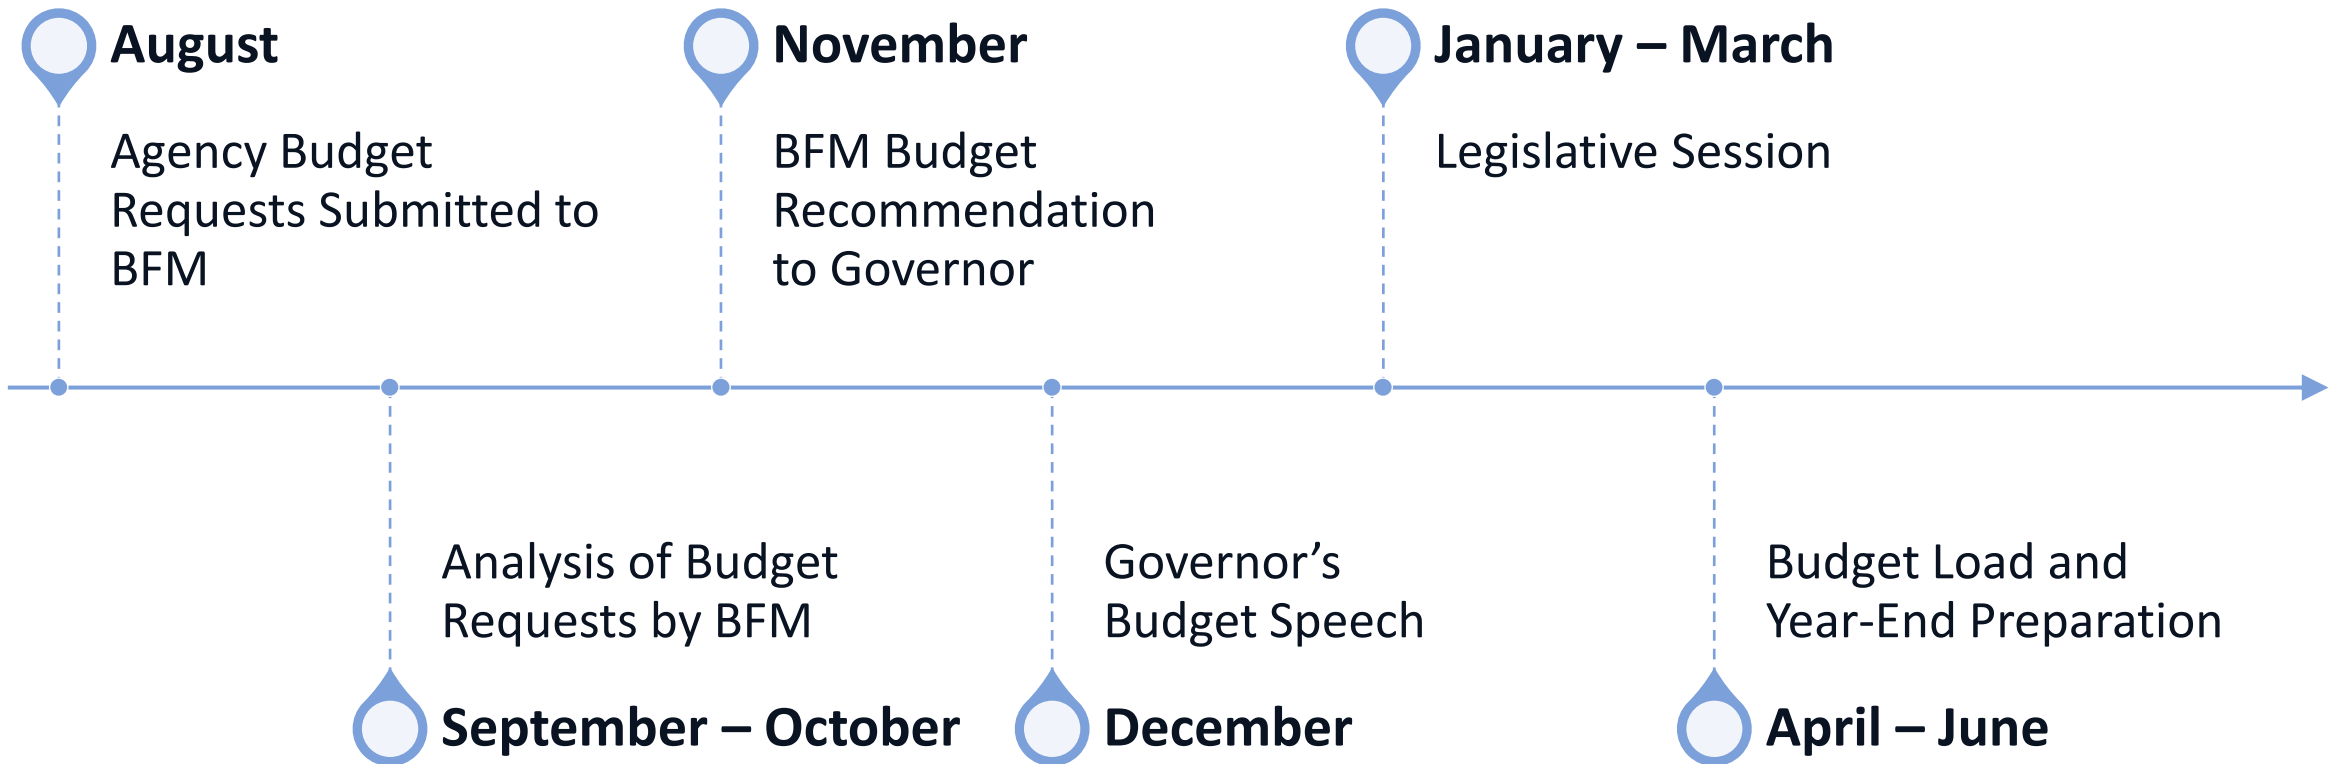 August
Agency Budget
Requests Submitted to
BFM
Analysis of Budget
Requests by BFM
September – October
November
BFM Budget
Recommendation
to Governor
Governor’s
Budget Speech
December
January – March
Legislative Session
Budget Load and
Year-End Preparation
April – June